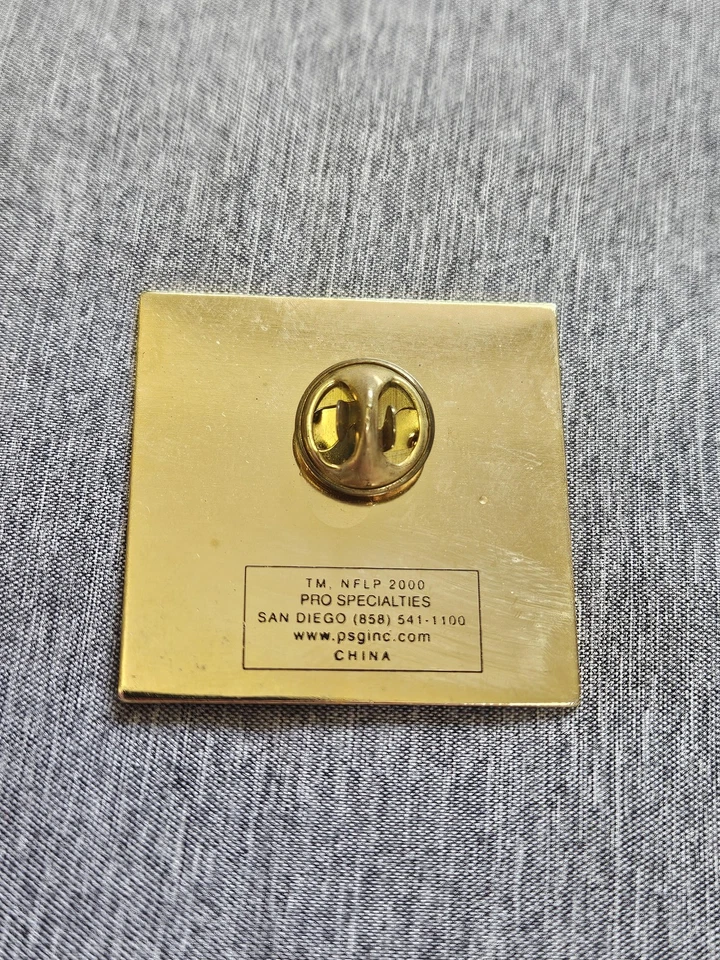 TM, NFLP 2000
PRO SPECIALTIES
SAN DIEGO (858) 541-1100
www.psginc.com
CHINA